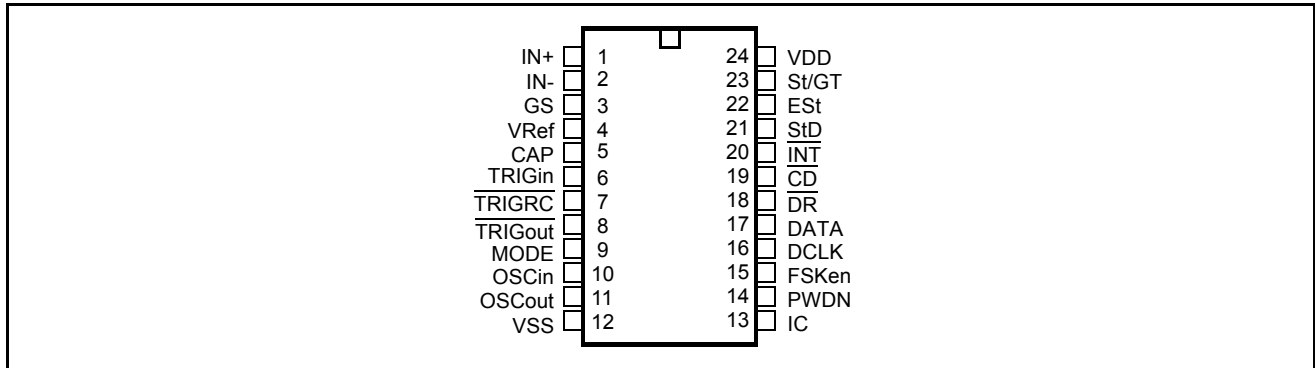 IN+ 1 24 VDD
IN- 2 23 St/GT
GS 3 22 ESt
VRef 4 21 StD
CAP 5 20 INT
TRIGin 6 19 CD
TRIGRC 7 18 DR
TRIGout 8 17 DATA
MODE 9 16 DCLK
OSCin 10 15 FSKen
OSCout 11 14 PWDN
VSS 12 13 IC